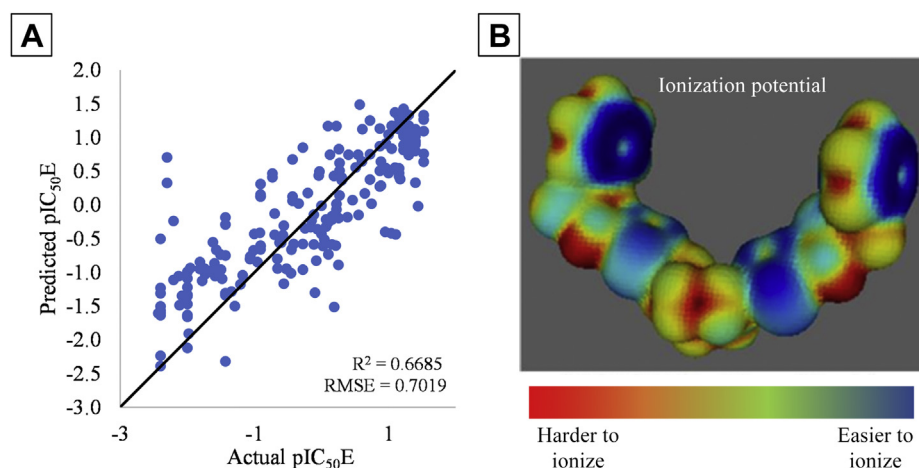 A
2.0
1.5
1.0
0.5
0.0
-0.5
-1.0
-1.5
-2.0
-2.5
-3.0
Predicted pIC₅₀E
R² = 0.6685
RMSE = 0.7019
-3
-1
1
Actual pIC₅₀E
B
Ionization potential
Harder to
ionize
Easier to
ionize